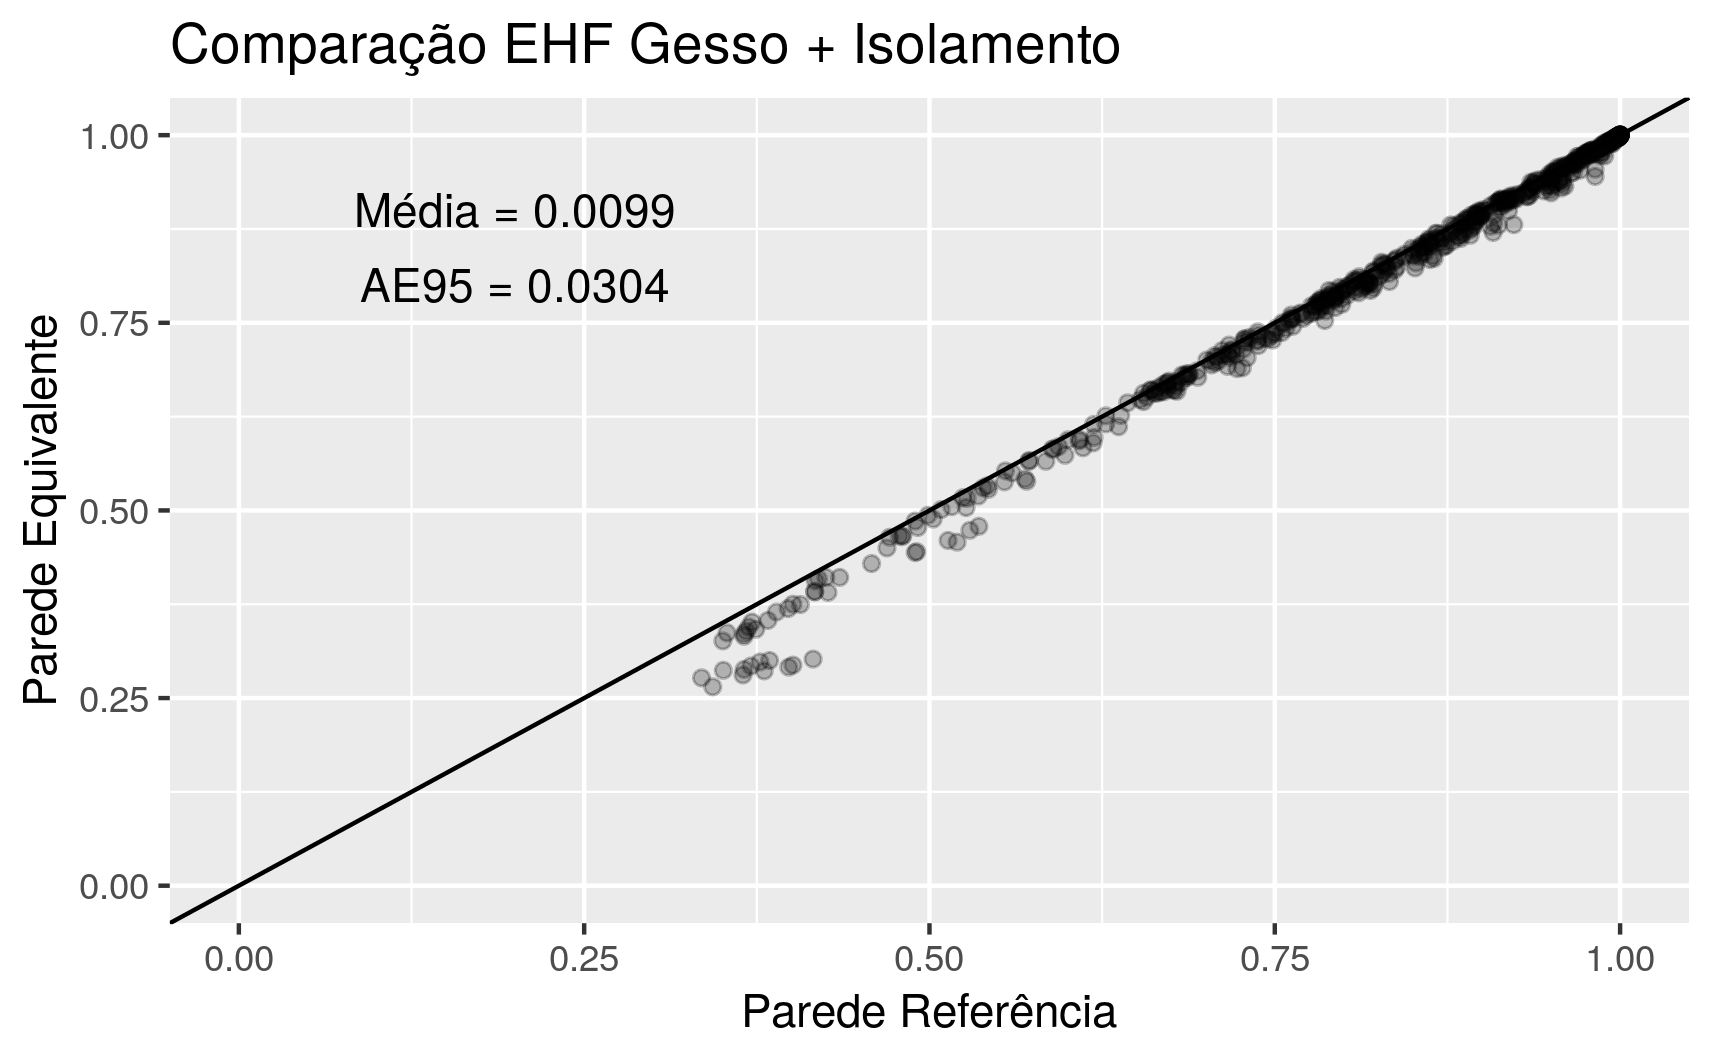 Comparação EHF Gesso + Isolamento
1.00
0.75
0.50
0.25
0.00
Média = 0.0099
AE95 = 0.0304
Parede Equivalente
0.00
0.25
0.50
0.75
1.00
Parede Referência